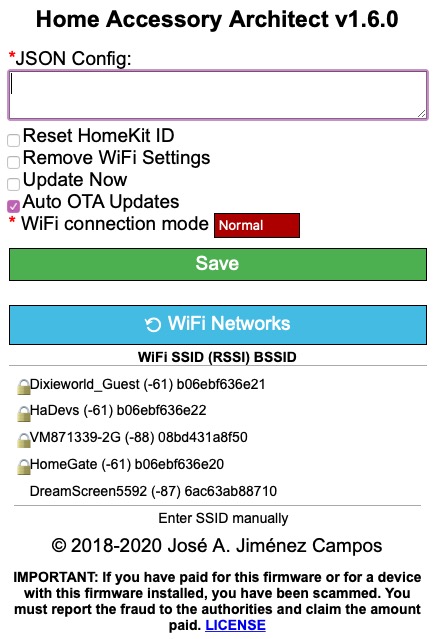 Home Accessory Architect v1.6.0
*JSON Config:
Reset HomeKit ID
Remove WiFi Settings
Update Now
Auto OTA Updates
* WiFi connection mode Normal
Save
WiFi Networks
WiFi SSID (RSSI) BSSID
Dixieworld_Guest (-61) b06ebf636e21
HaDevs (-61) b06ebf636e22
VM871339-2G (-88) 08bd431a8f50
HomeGate (-61) b06ebf636e20
DreamScreen5592 (-87) 6ac63ab88710
Enter SSID manually
© 2018-2020 José A. Jiménez Campos
IMPORTANT: If you have paid for this firmware or for a device
with this firmware installed, you have been scammed. You
must report the fraud to the authorities and claim the amount
paid. LICENSE